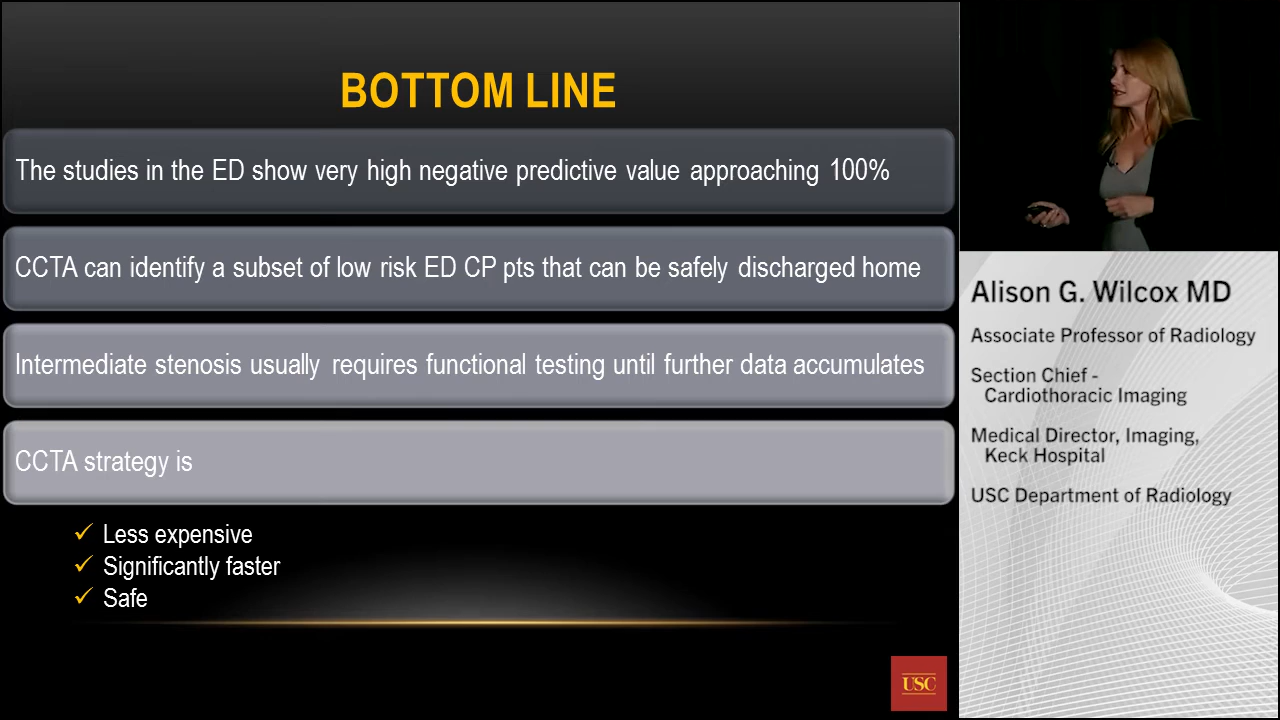 BOTTOM LINE
The studies in the ED show very high negative predictive value approaching 100%
CCTA can identify a subset of low risk ED CP pts that can be safely discharged home
Intermediate stenosis usually requires functional testing until further data accumulates
CCTA strategy is
✓ Less expensive
✓ Significantly faster
✓ Safe
USC
Alison G. Wilcox MD
Associate Professor of Radiology
Section Chief -
Cardiothoracic Imaging
Medical Director, Imaging,
Keck Hospital
USC Department of Radiology